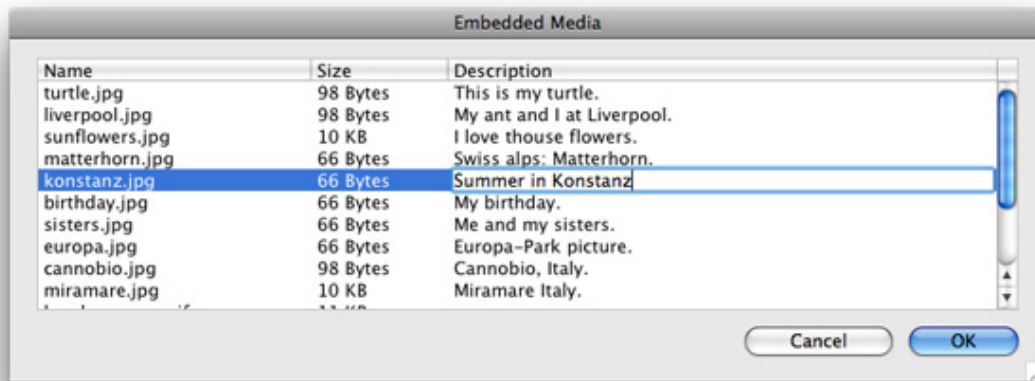 Embedded Media
Name Size Description
turtle.jpg 98 Bytes This is my turtle.
liverpool.jpg 98 Bytes My ant and I at Liverpool.
sunflowers.jpg 10 KB I love thouse flowers.
matterhorn.jpg 66 Bytes Swiss alps: Matterhorn.
konstanz.jpg 66 Bytes Summer in Konstanz
birthday.jpg 66 Bytes My birthday.
sisters.jpg 66 Bytes Me and my sisters.
europa.jpg 66 Bytes Europa-Park picture.
cannobio.jpg 98 Bytes Cannobio, Italy.
miramare.jpg 10 KB Miramare Italy.
Cancel OK